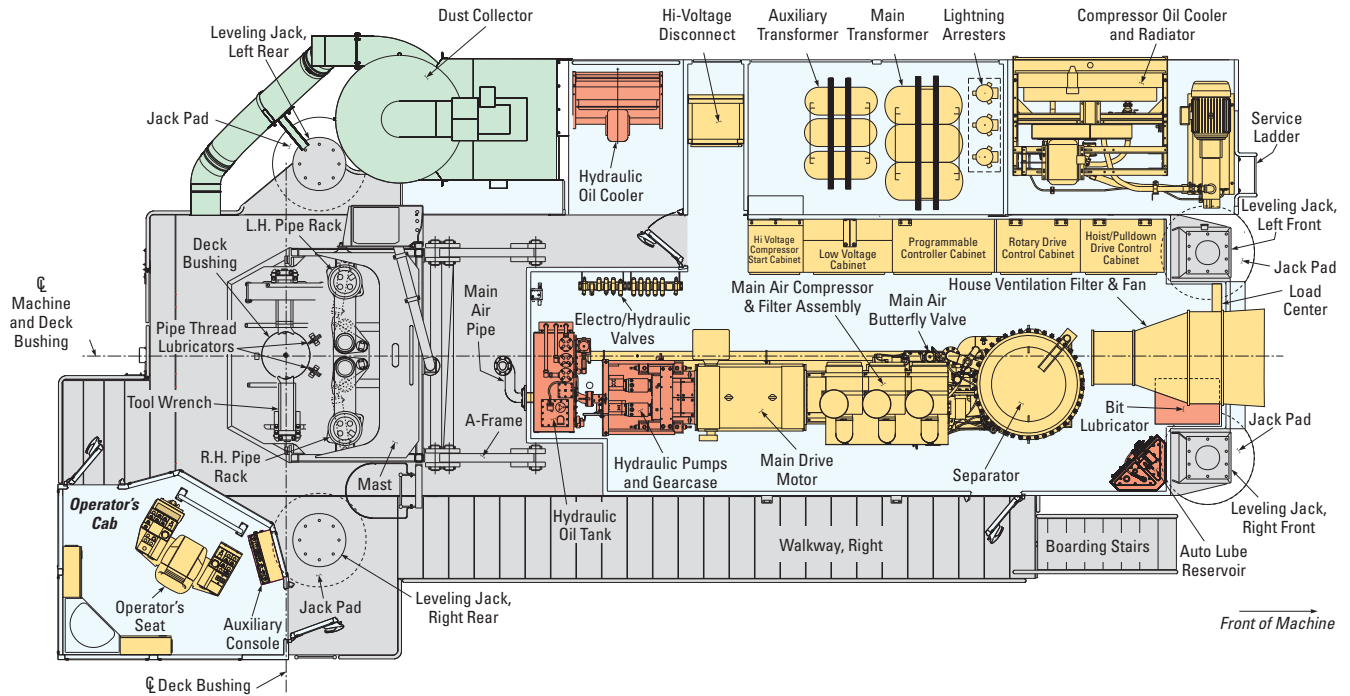 Dust Collector
Hi-Voltage
Disconnect
Auxiliary
Transformer
Main
Transformer
Lightning
Arresters
Compressor Oil Cooler
and Radiator
Leveling Jack,
Left Rear
Jack Pad
Service
Ladder
Hydraulic
Oil Cooler
L.H. Pipe Rack
Deck
Bushing
Leveling Jack,
Left Front
Hi Voltage
Compressor
Start Cabinet
Low Voltage
Cabinet
Programmable
Controller Cabinet
Rotary Drive
Control Cabinet
Hoist/Pulldown
Drive Control
Cabinet
Jack Pad
℄
Machine
and Deck
Bushing
Main
Air
Pipe
Main Air Compressor
& Filter Assembly
House Ventilation Filter & Fan
Main Air
Butterfly Valve
Load
Center
Electro/Hydraulic
Valves
Pipe Thread
Lubricators
Tool Wrench
A-Frame
Bit
Lubricator
Jack Pad
R.H. Pipe
Rack
Mast
Hydraulic Pumps
and Gearcase
Main Drive
Motor
Separator
Operator's
Cab
Hydraulic
Oil Tank
Leveling Jack,
Right Front
Walkway, Right
Boarding Stairs
Auto Lube
Reservoir
Operator's
Seat
Auxiliary
Console
Jack Pad
Leveling Jack,
Right Rear
Front of Machine
℄ Deck Bushing